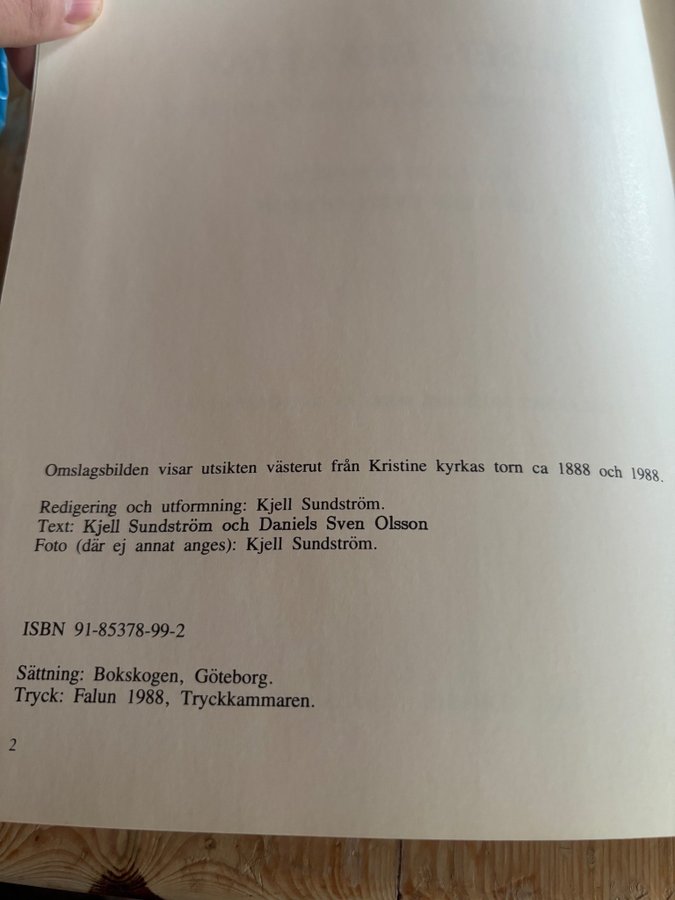 Omslagsbilden visar utsikten västerut från Kristine kyrkas torn ca 1888 och 1988.
Redigering och utformning: Kjell Sundström.
Text: Kjell Sundström och Daniels Sven Olsson
Foto (där ej annat anges): Kjell Sundström.
ISBN 91-85378-99-2
Sättning: Bokskogen, Göteborg.
Tryck: Falun 1988, Tryckkammaren.
2